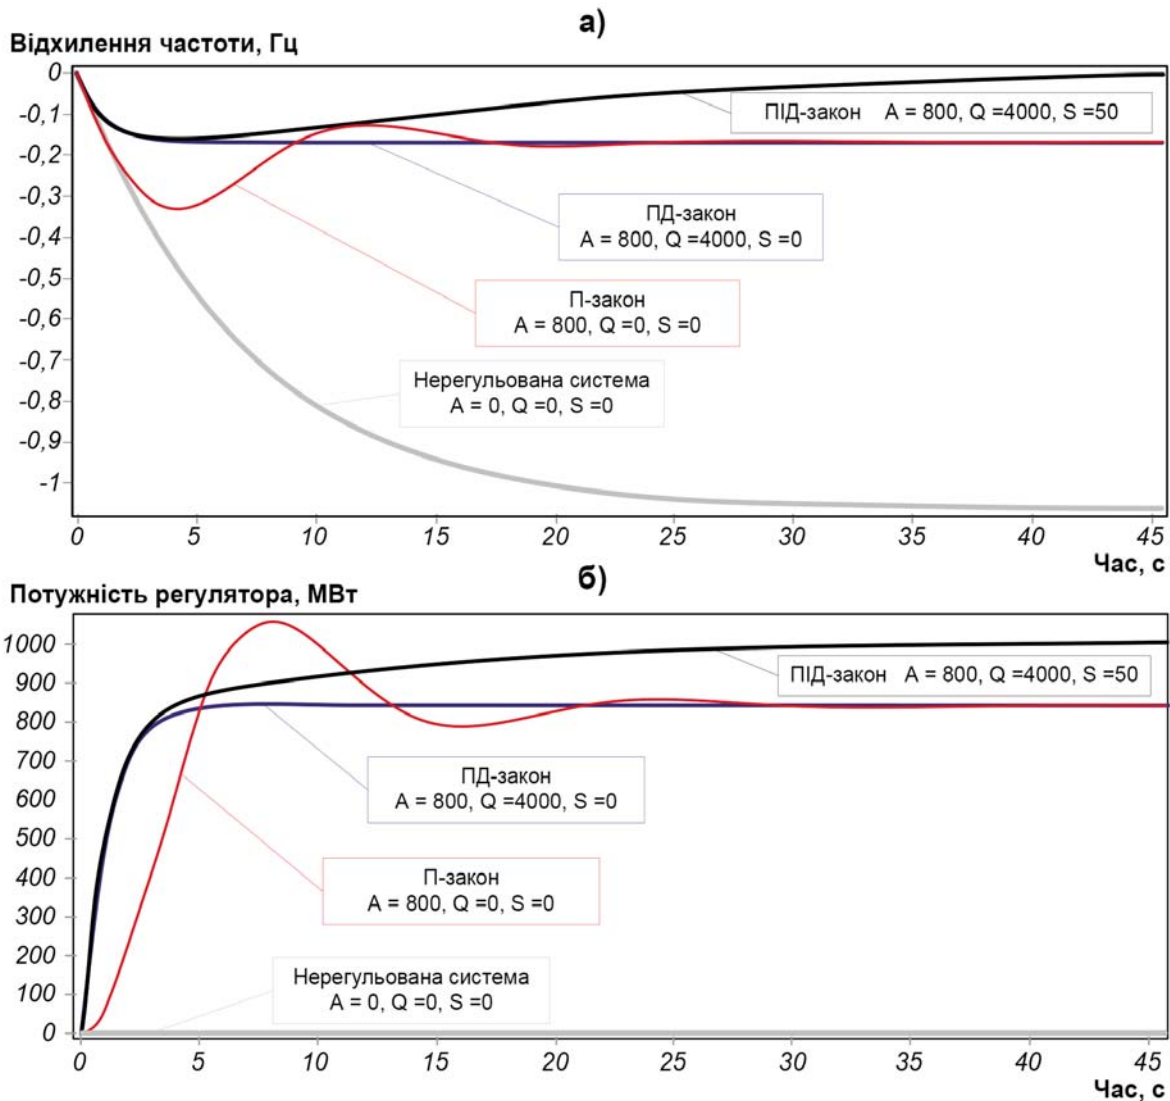 а)
Відхилення частоти, Гц
0
-0,1
-0,2
-0,3
-0,4
-0,5
-0,6
-0,7
-0,8
-0,9
-1
ПІД-закон A = 800, Q =4000, S =50
ПД-закон
A = 800, Q =4000, S =0
П-закон
A = 800, Q =0, S =0
Нерегульована система
A = 0, Q =0, S =0
0 5 10 15 20 25 30 35 40 45
Час, с
б)
Потужність регулятора, МВт
1000
900
800
700
600
500
400
300
200
100
0
ПІД-закон A = 800, Q =4000, S =50
ПД-закон
A = 800, Q =4000, S =0
П-закон
A = 800, Q =0, S =0
Нерегульована система
A = 0, Q =0, S =0
0 5 10 15 20 25 30 35 40 45
Час, с